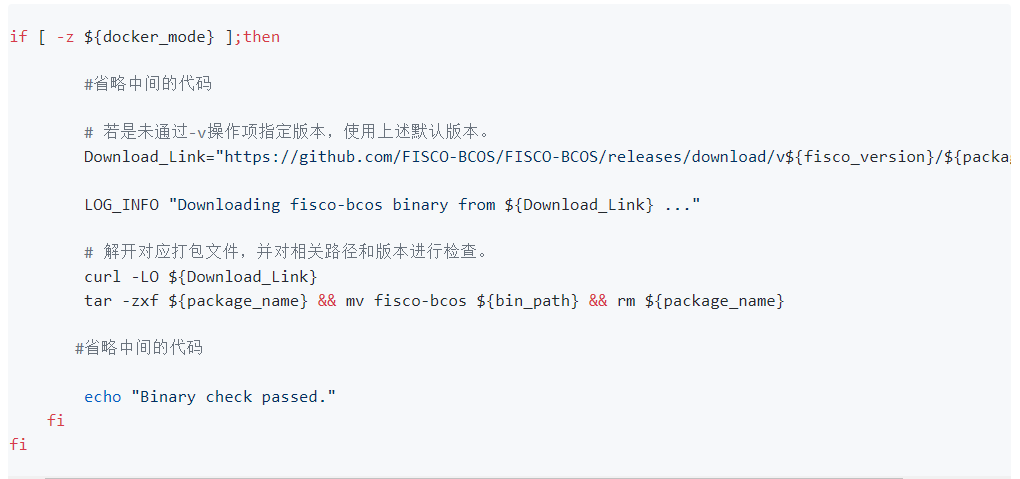 if [ -z ${docker_mode} ];then
#省略中间的代码
# 若是未通过-v操作项指定版本，使用上述默认版本。
Download_Link="https://github.com/FISCO-BCOS/FISCO-BCOS/releases/download/v${fisco_version}/${packa
LOG_INFO "Downloading fisco-bcos binary from ${Download_Link} ..."
# 解开对应打包文件，并对相关路径和版本进行检查。
curl -LO ${Download_Link}
tar -zxf ${package_name} && mv fisco-bcos ${bin_path} && rm ${package_name}
#省略中间的代码
echo "Binary check passed."
fi
fi